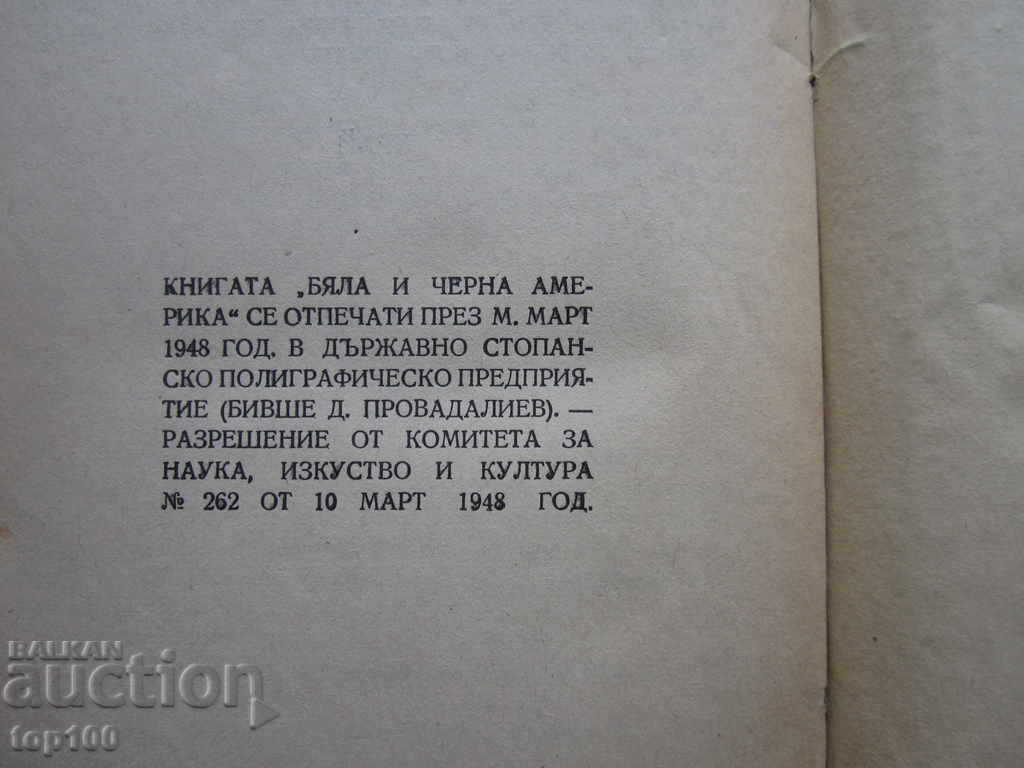 КНИГАТА „БЯЛА И ЧЕРНА АМЕ-
РИКА“ СЕ ОТПЕЧАТИ ПРЕЗ М. МАРТ
1948 ГОД. В ДЪРЖАВНО СТОПАН-
СКО ПОЛИГРАФИЧЕСКО ПРЕДПРИЯ-
ТИЕ (БИВШЕ Д. ПРОВАДАЛИЕВ). —
РАЗРЕШЕНИЕ ОТ КОМИТЕТА ЗА
НАУКА, ИЗКУСТВО И КУЛТУРА
№ 262 ОТ 10 МАРТ 1948 ГОД.
BALKAN
auction
top100